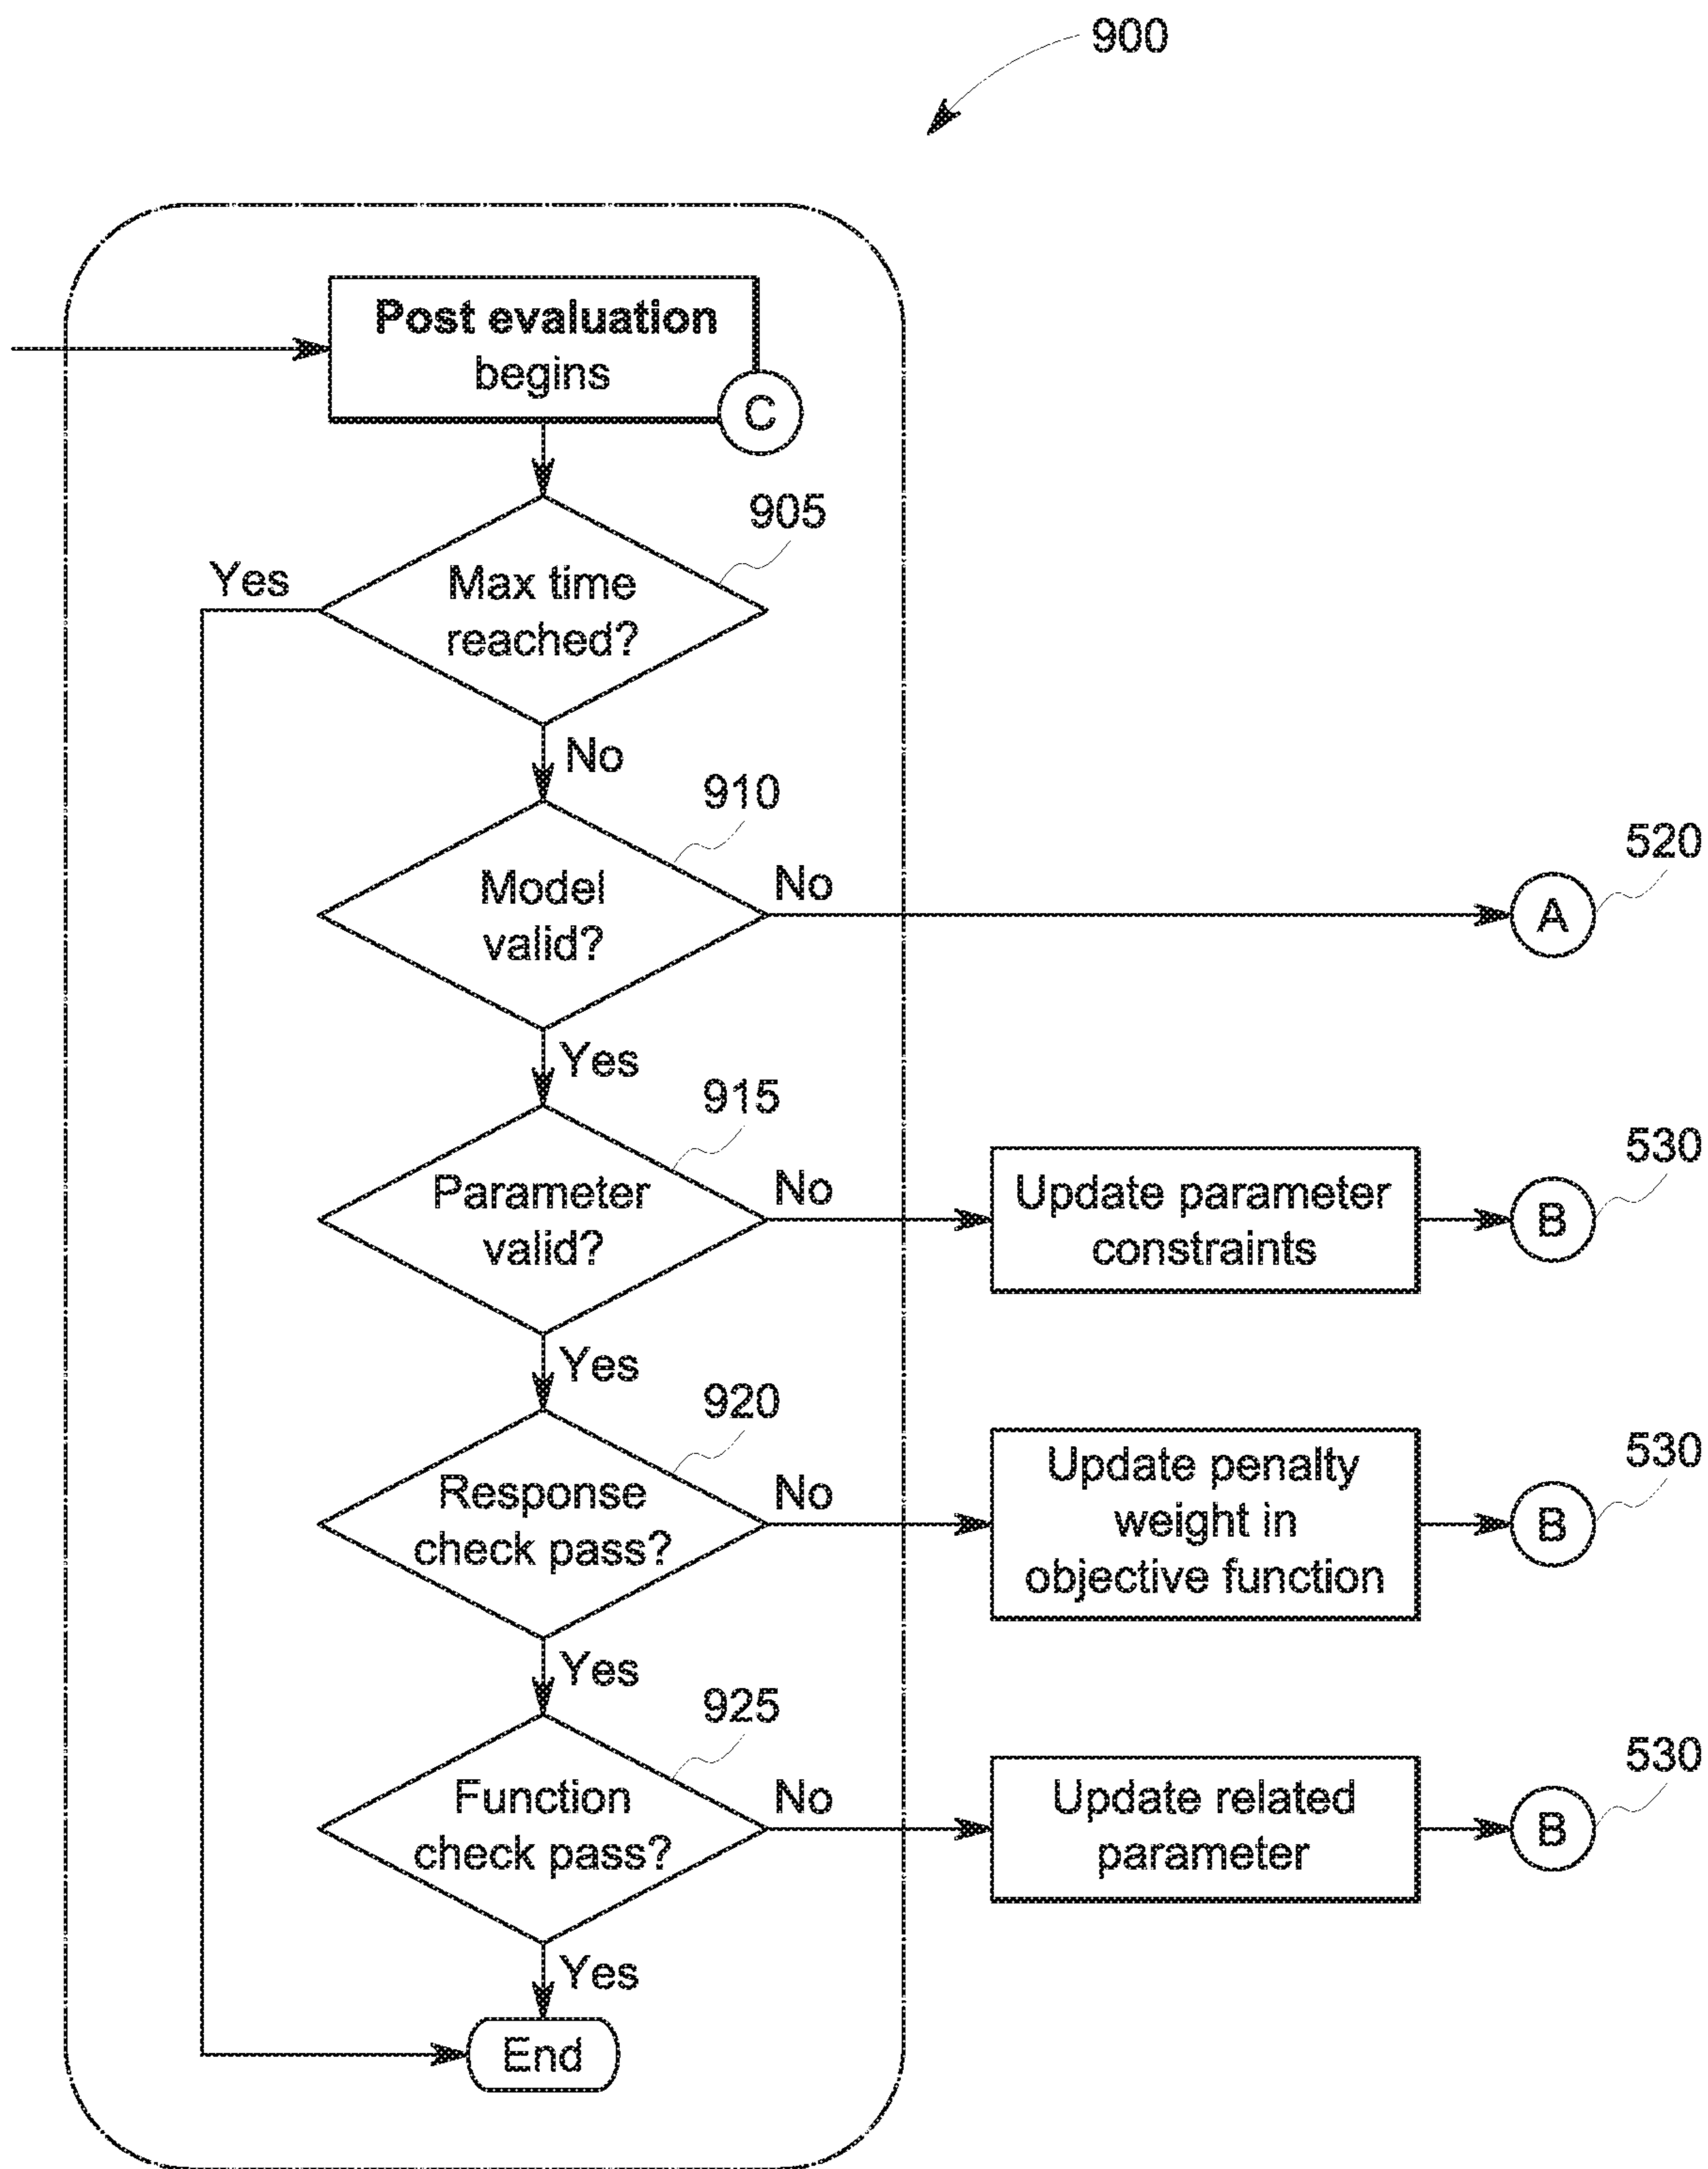 900
Post evaluation
begins
C
905
Yes
Max time
reached?
No
910
Model
valid?
No
520
A
Yes
915
Parameter
valid?
No
Update parameter
constraints
530
B
Yes
920
Response
check pass?
No
Update penalty
weight in
objective function
530
B
Yes
925
Function
check pass?
No
Update related
parameter
530
B
Yes
End